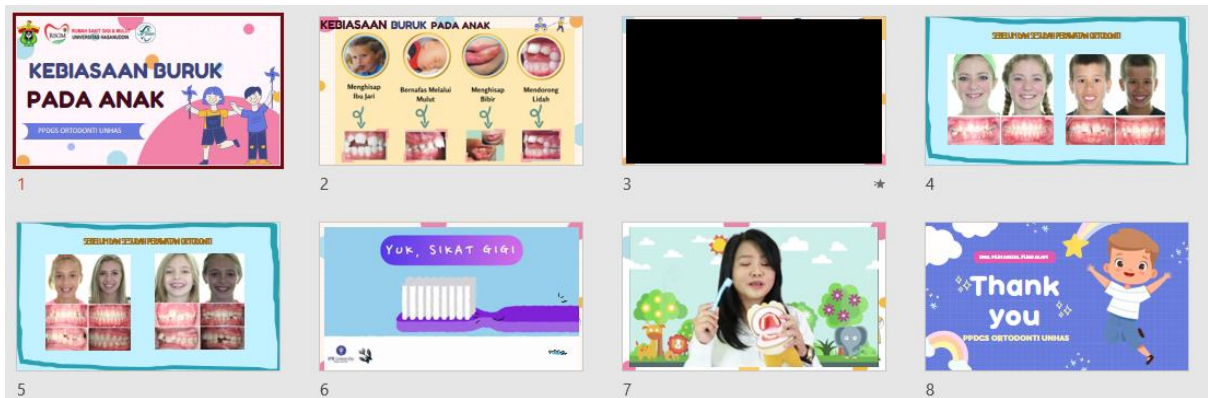 RSGM
RUMAH SAKIT GIGI & MULUT
UNIVERSITAS HASANUDDIN
KEBIASAAN BURUK
PADA ANAK
PPDGS ORTODONTI UNHAS
1
KEBIASAAN BURUK PADA ANAK
Menghisap
Ibu Jari
Bernafas Melalui
Mulut
Menghisap
Bibir
Mendorong
Lidah
2
3
SEBELUM DAN SESUDAH PERAWATAN ORTODONTI
4
SEBELUM DAN SESUDAH PERAWATAN ORTODONTI
5
YUK, SIKAT GIGI
6
7
Thank
you
PPDGS ORTODONTI UNHAS
8